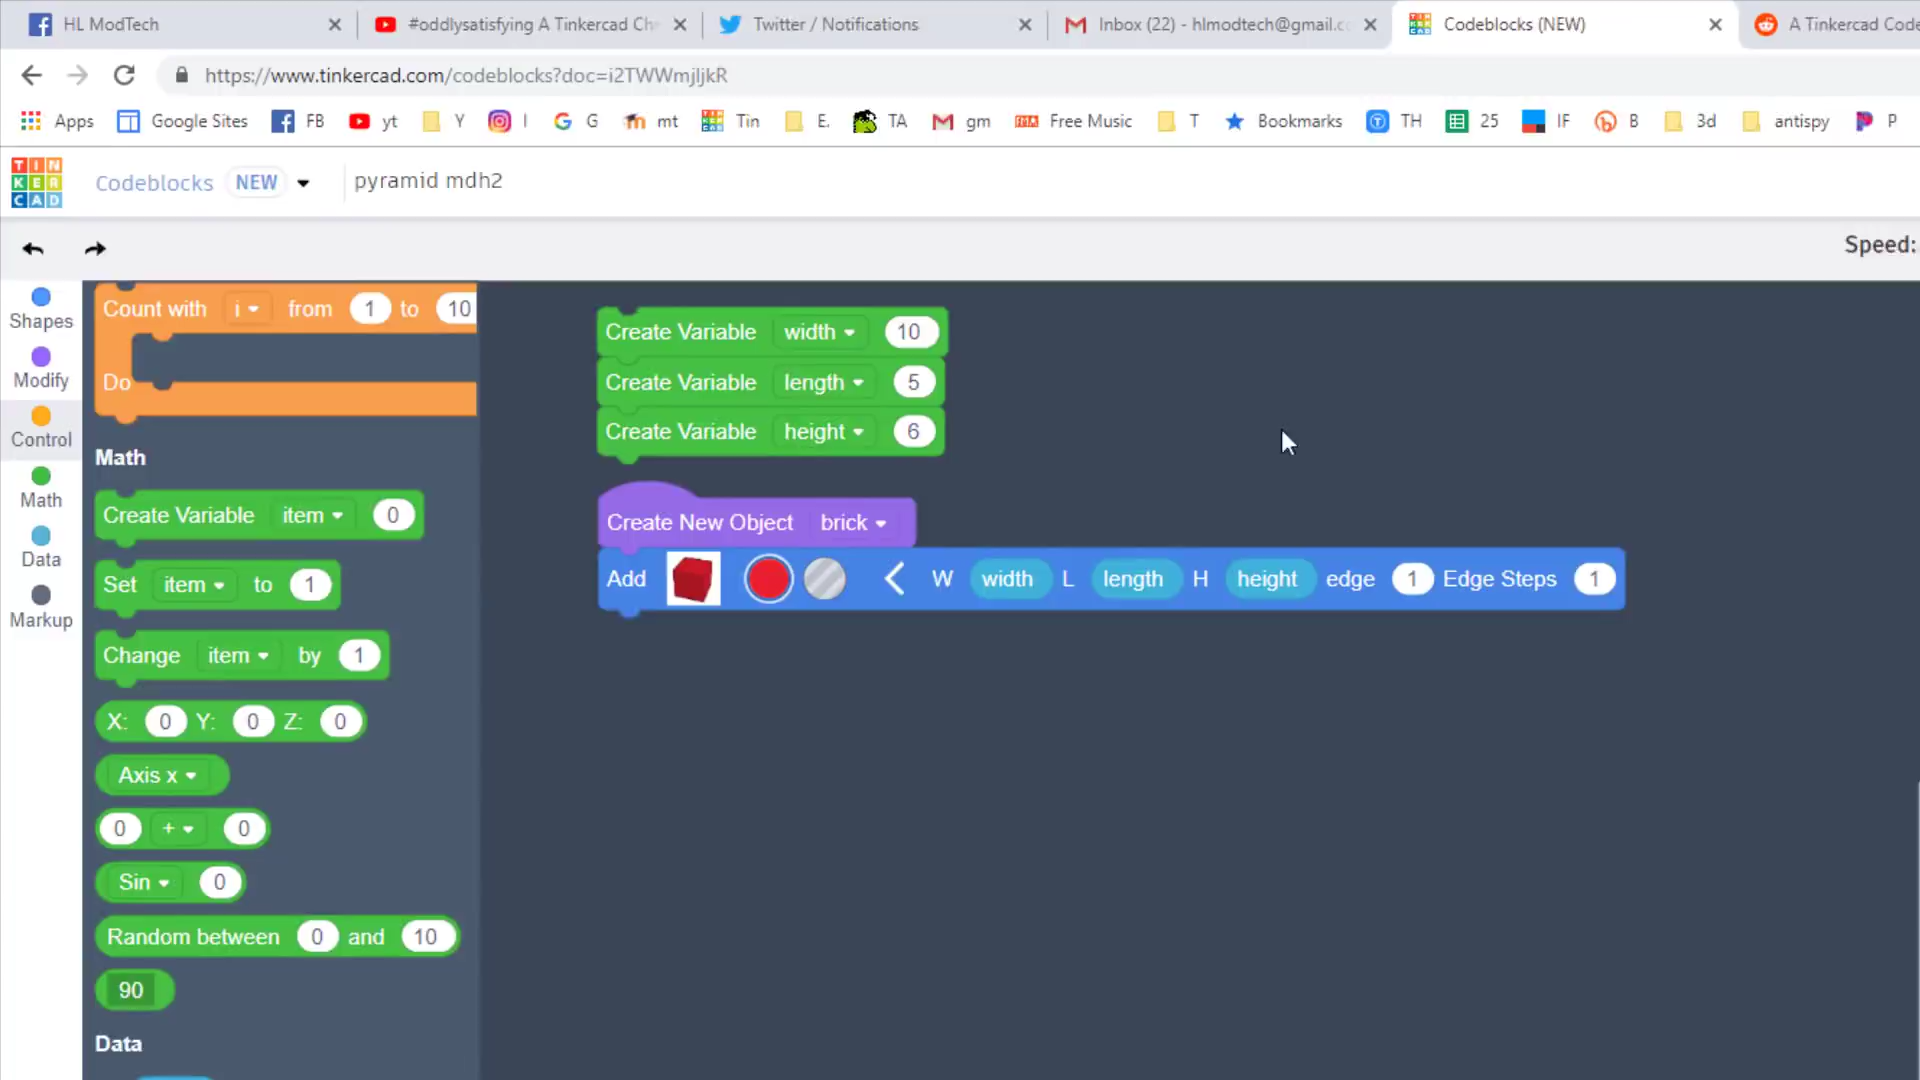 HL ModTech
#oddlysatisfying A Tinkercad Ch
Twitter / Notifications
Inbox (22) - hlmodtech@gmail.c
Codeblocks (NEW)
A Tinkercad Code
https://www.tinkercad.com/codeblocks?doc=i2TWWmjljkR
Apps Google Sites FB yt Y I G mt Tin E. TA gm Free Music T Bookmarks TH 25 IF B 3d antispy P
TIN
KER
CAD
Codeblocks NEW pyramid mdh2
Speed:
Shapes
Modify
Control
Math
Data
Markup
Count with i from 1 to 10
Do
Math
Create Variable item 0
Set item to 1
Change item by 1
X: 0 Y: 0 Z: 0
Axis x
0 + 0
Sin 0
Random between 0 and 10
90
Data
Create Variable width 10
Create Variable length 5
Create Variable height 6
Create New Object brick
Add W width L length H height edge 1 Edge Steps 1